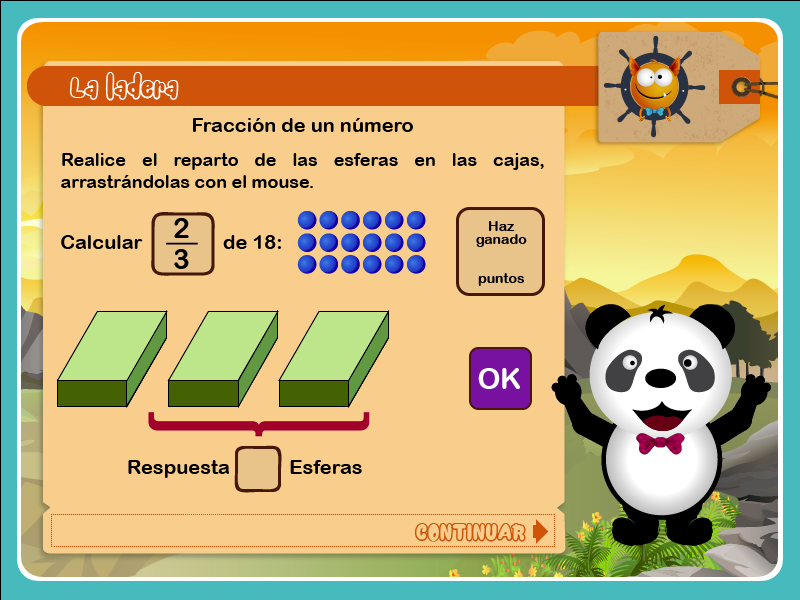 La ladera
Fracción de un número
Realice el reparto de las esferas en las cajas,
arrastrándolas con el mouse.
Calcular 2/3 de 18:
Haz
ganado
puntos
OK
Respuesta Esferas
CONTINUAR